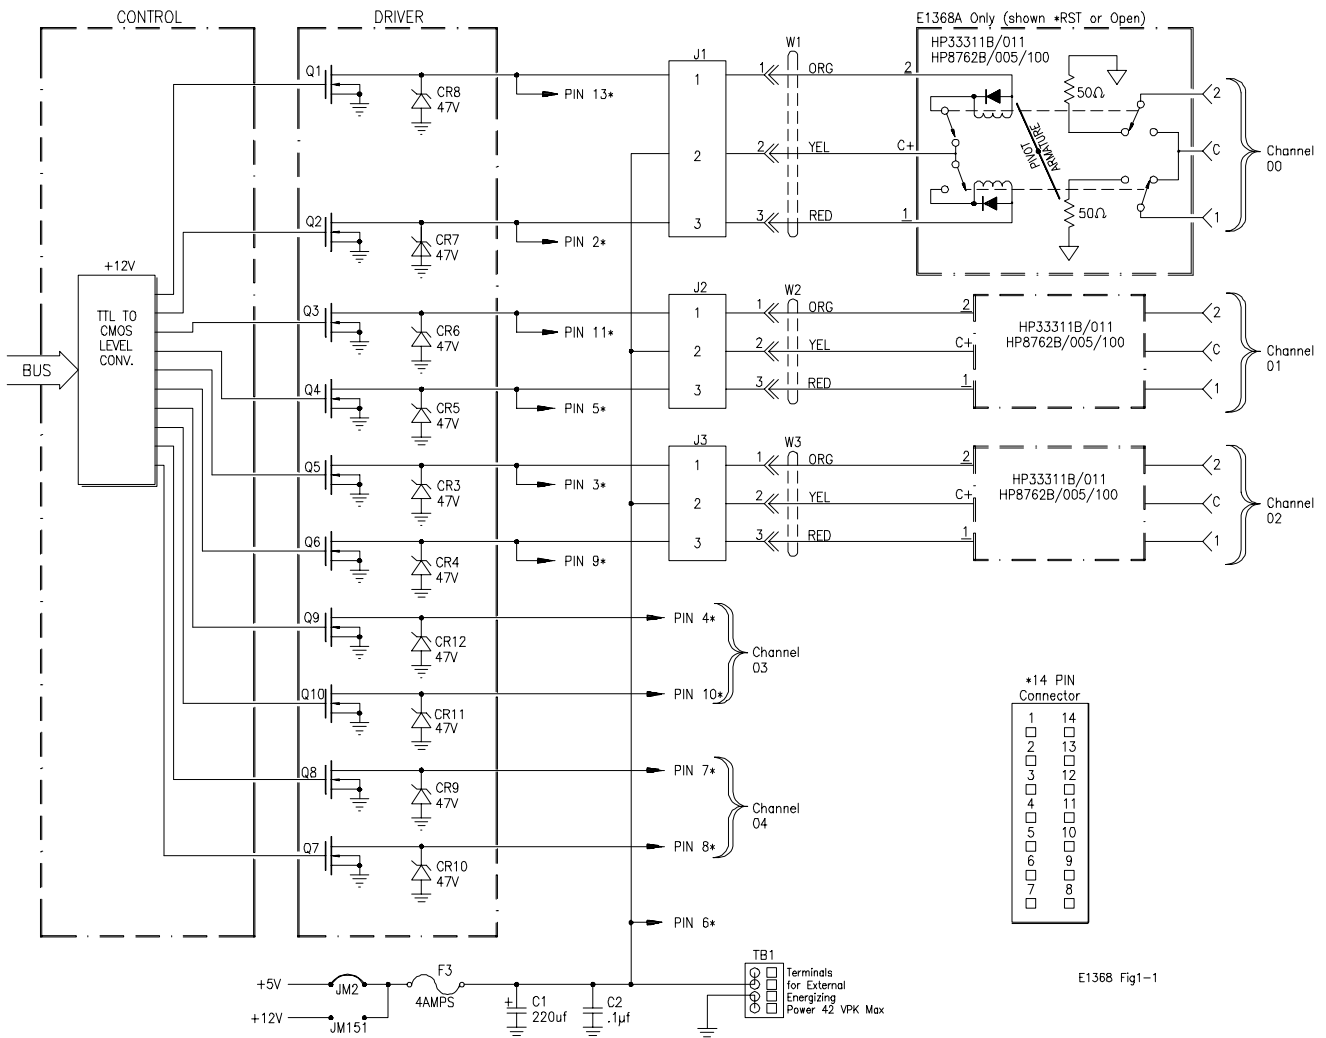 CONTROL
DRIVER
E1368A Only (shown *RST or Open)
HP33311B/011
HP8762B/005/100
Q1
CR8
47V
PIN 13*
J1
1
2
3
W1
1
ORG
2
YEL
3
RED
2
C+
1
50Ω
PIVOT
ARMATURE
50Ω
2
C
1
Channel
00
Q2
CR7
47V
PIN 2*
+12V
TTL TO
CMOS
LEVEL
CONV.
BUS
Q3
CR6
47V
PIN 11*
J2
1
2
3
W2
1
ORG
2
YEL
3
RED
2
C+
1
HP33311B/011
HP8762B/005/100
2
C
1
Channel
01
Q4
CR5
47V
PIN 5*
Q5
CR3
47V
PIN 3*
J3
1
2
3
W3
1
ORG
2
YEL
3
RED
2
C+
1
HP33311B/011
HP8762B/005/100
2
C
1
Channel
02
Q6
CR4
47V
PIN 9*
Q9
CR12
47V
PIN 4*
Channel
03
Q10
CR11
47V
PIN 10*
Q8
CR9
47V
PIN 7*
Channel
04
Q7
CR10
47V
PIN 8*
PIN 6*
*14 PIN
Connector
1 14
2 13
3 12
4 11
5 10
6 9
7 8
+5V
JM2
F3
4AMPS
+12V
JM151
+
C1
220uf
C2
.1µf
TB1
Terminals
for External
Energizing
Power 42 VPK Max
E1368 Fig1-1